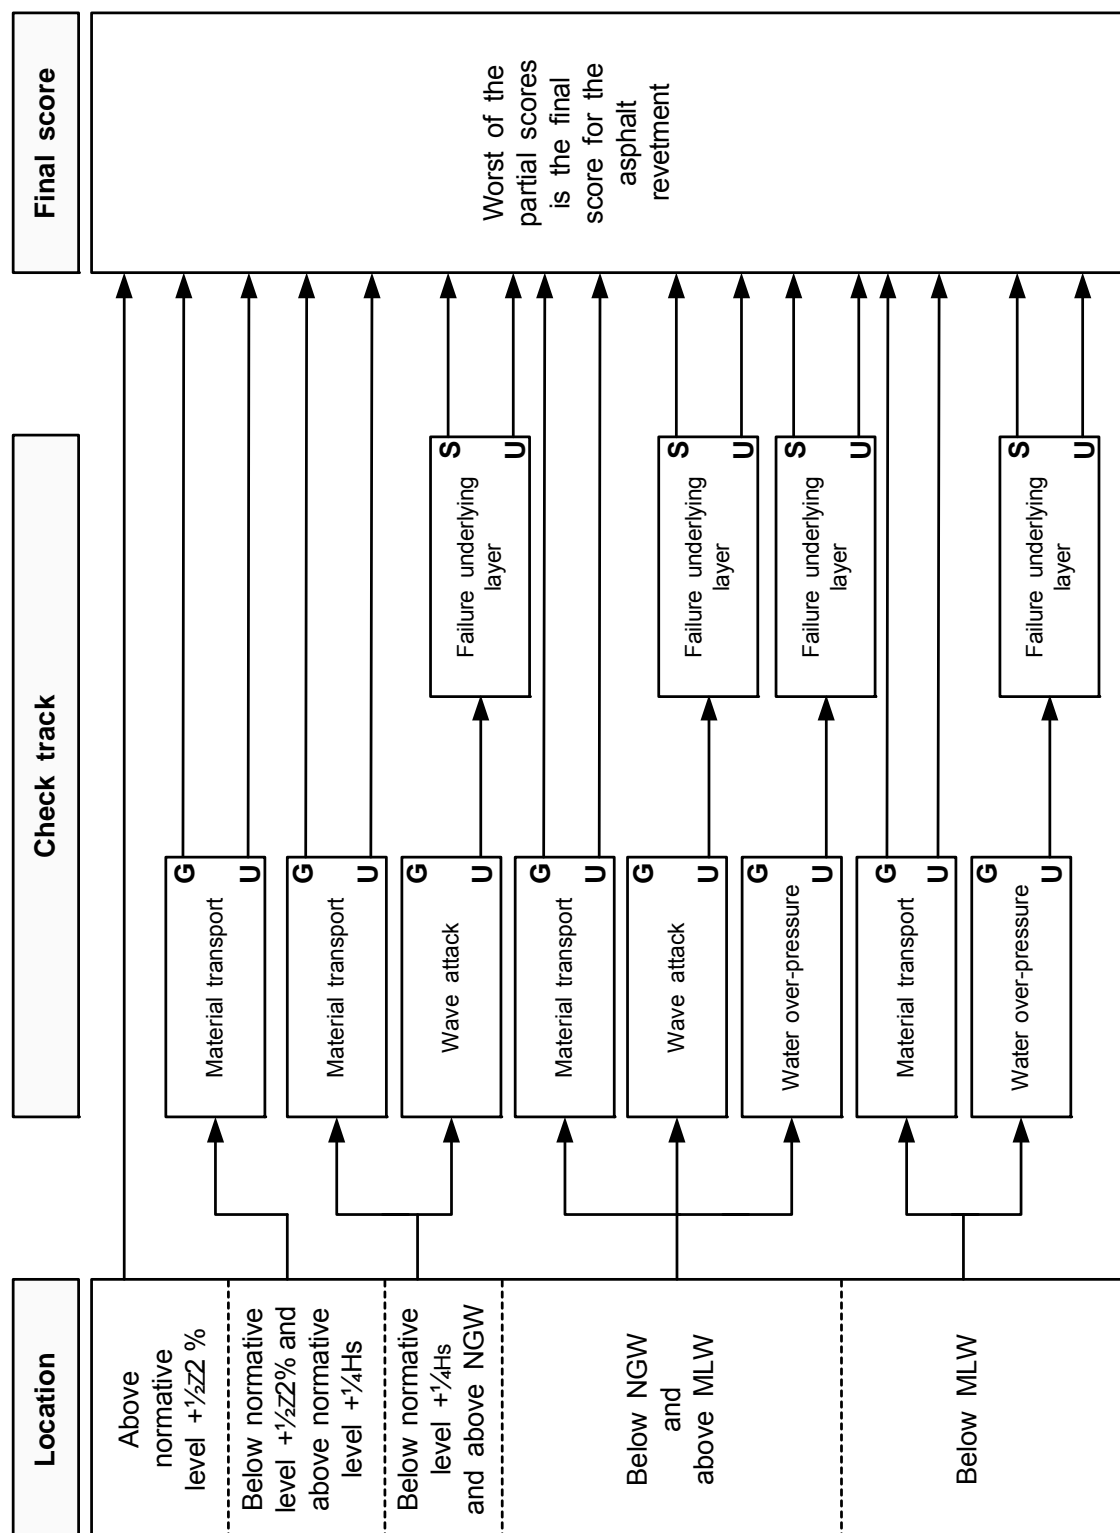 Location
Check track
Final score
Above
normative
level +½z2 %
Below normative
level +½z2% and
above normative
level +¼Hs
Below normative
level +¼Hs
and above NGW
Below NGW
and
above MLW
Below MLW
Material transport
G
U
Material transport
G
U
Wave attack
G
U
Material transport
G
U
Wave attack
G
U
Water over-pressure
G
U
Material transport
G
U
Water over-pressure
G
U
Failure underlying
layer
S
U
Failure underlying
layer
S
U
Failure underlying
layer
S
U
Failure underlying
layer
S
U
Worst of the
partial scores
is the final
score for the
asphalt
revetment